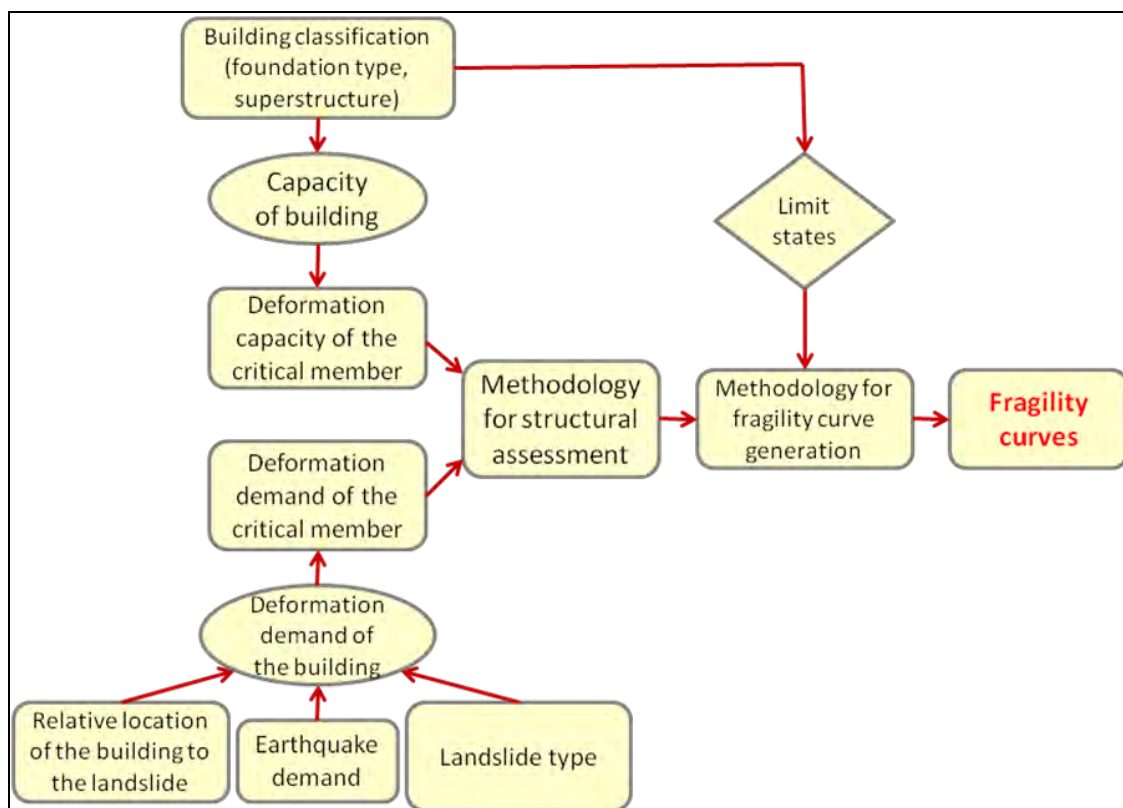 Building classification
(foundation type,
superstructure)
Capacity
of building
Limit
states
Deformation
capacity of the
critical member
Methodology
for structural
assessment
Methodology for
fragility curve
generation
Fragility
curves
Deformation
demand of the
critical member
Deformation
demand of
the building
Relative location
of the building to
the landslide
Earthquake
demand
Landslide type